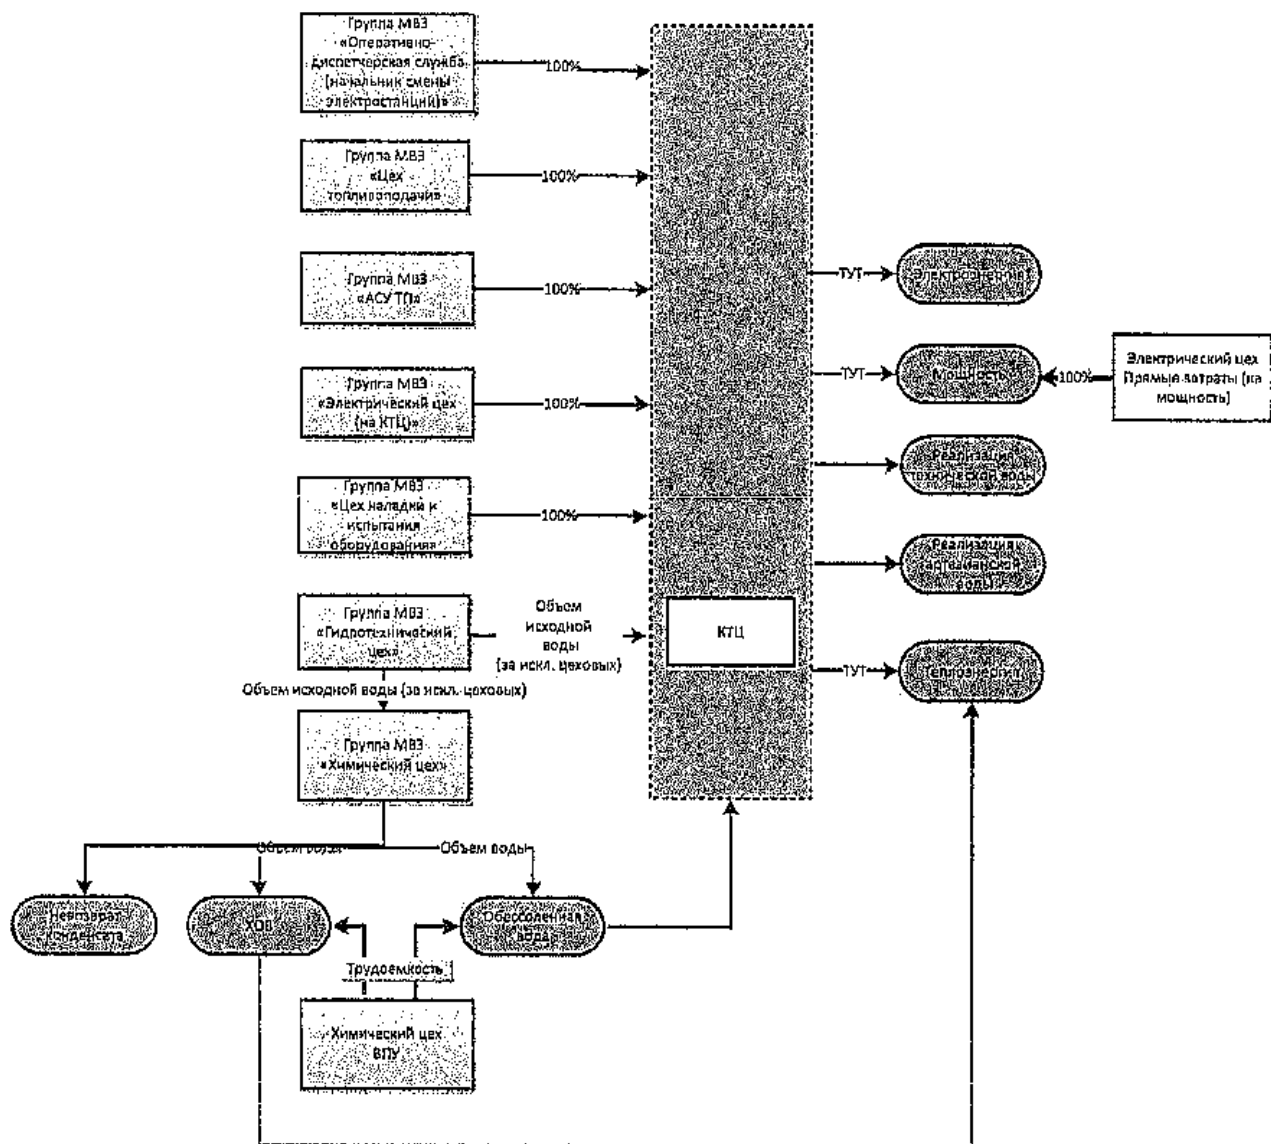 Группа МВЗ
«Оперативно-
диспетчерская служба
(начальник смены
электростанций)»
100%
Группа МВЗ
«Цех
топливоподачи»
100%
Группа МВЗ
«АСУ ТП»
100%
ТУТ
Электроэнергия
Группа МВЗ
«Электрический цех
(на КТЦ)»
100%
ТУТ
Мощность
100%
Электрический цех
Прямые затраты (на
мощность)
Группа МВЗ
«Цех наладки и
испытания
оборудования»
100%
Реализация
технической воды
Реализация
артезианской
воды
Группа МВЗ
«Гидротехнический
цех»
Объем
исходной
воды
(за искл. цеховых)
КТЦ
ТУТ
Теплоэнергия
Объем исходной воды (за искл. цеховых)
Группа МВЗ
«Химический цех»
Объем воды
Объем воды
Невозврат
конденсата
ХОВ
Обессоленная
вода
Трудоемкость
Химический цех
ВПУ